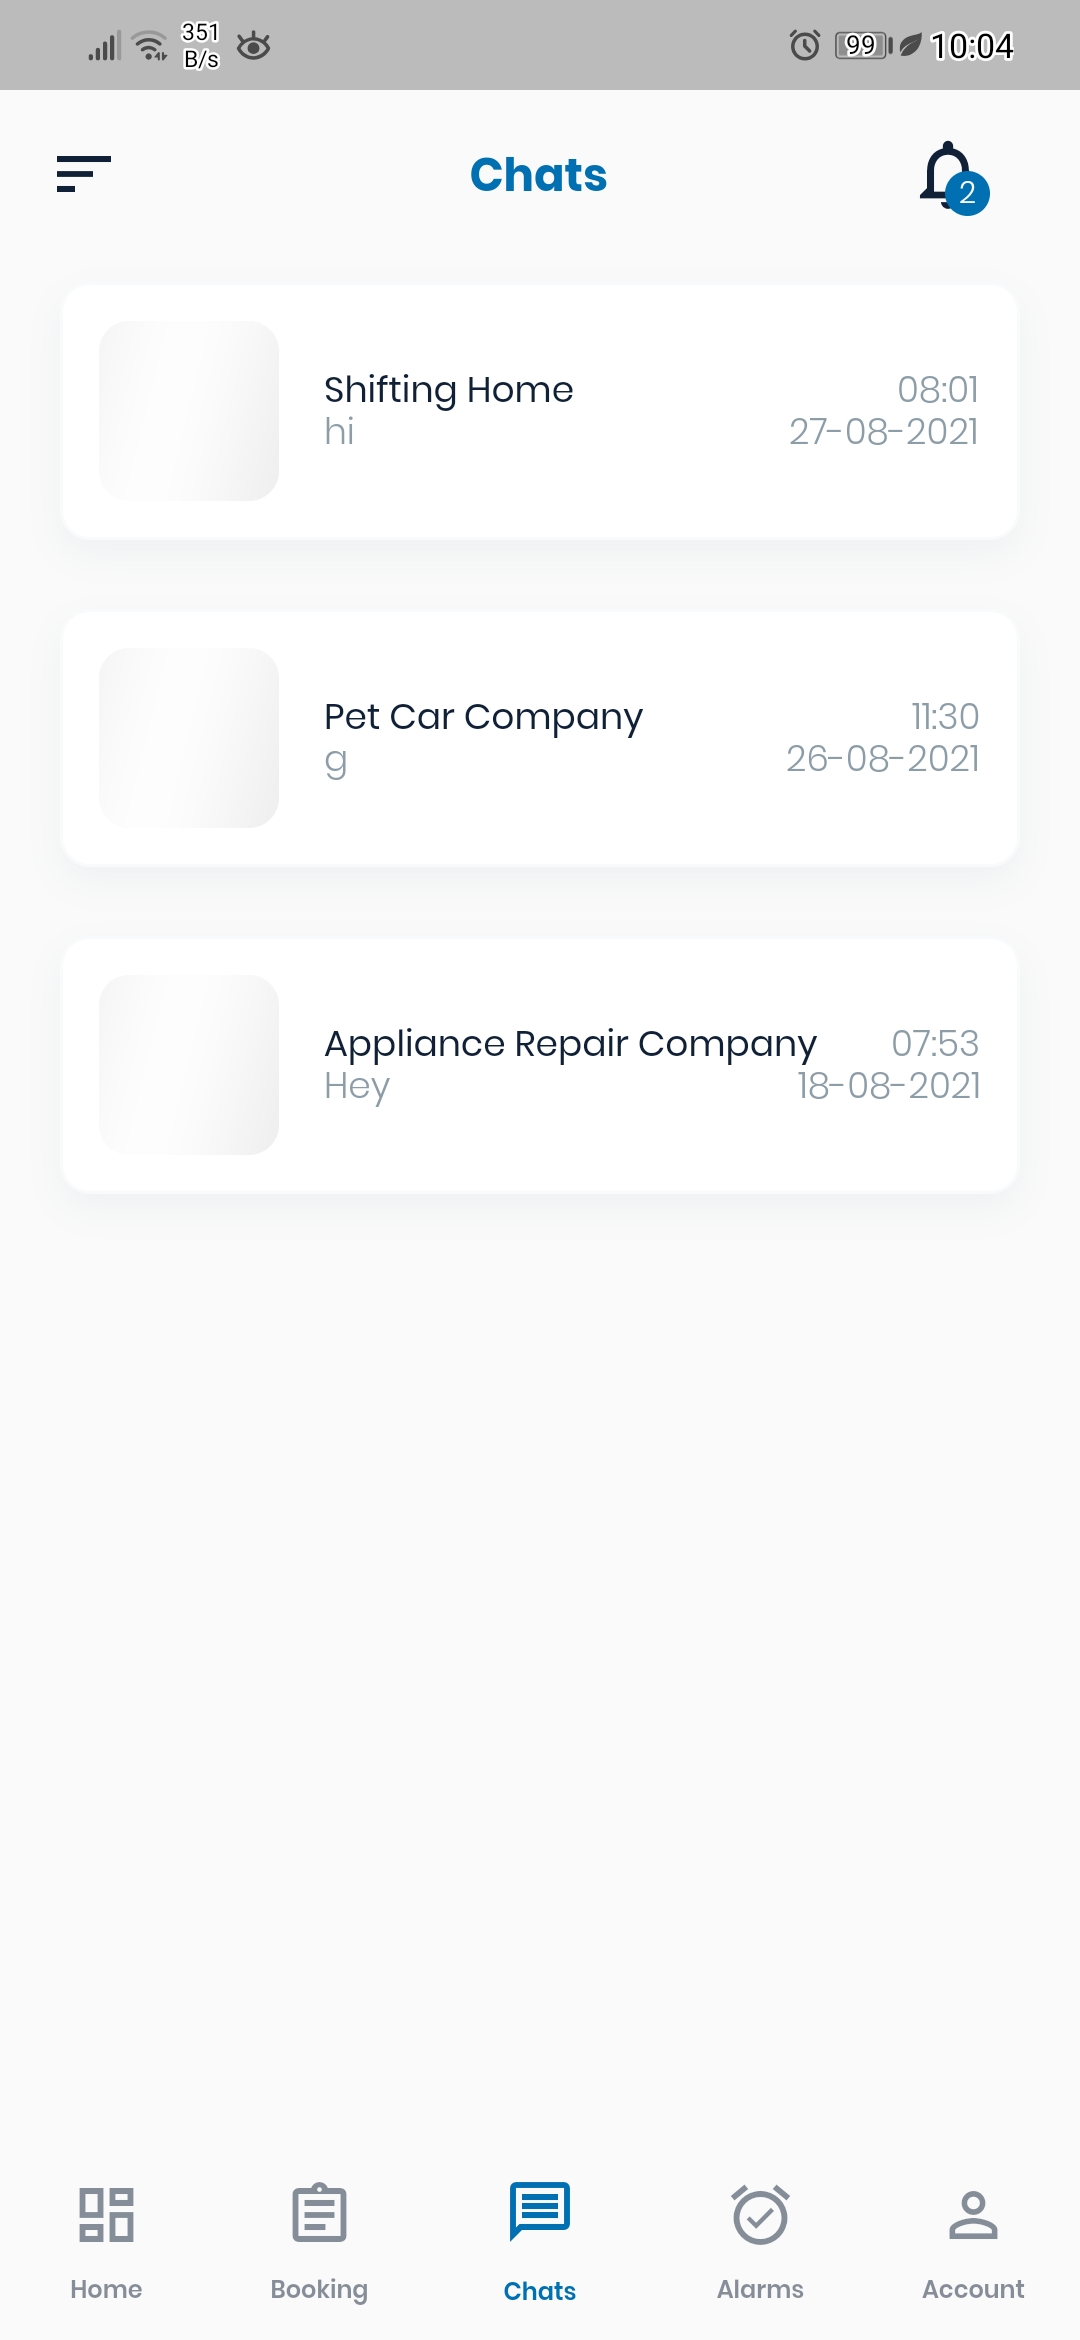 351
B/s
99
10:04
Chats
2
Shifting Home
08:01
hi
27-08-2021
Pet Car Company
11:30
g
26-08-2021
Appliance Repair Company
07:53
Hey
18-08-2021
Home
Booking
Chats
Alarms
Account